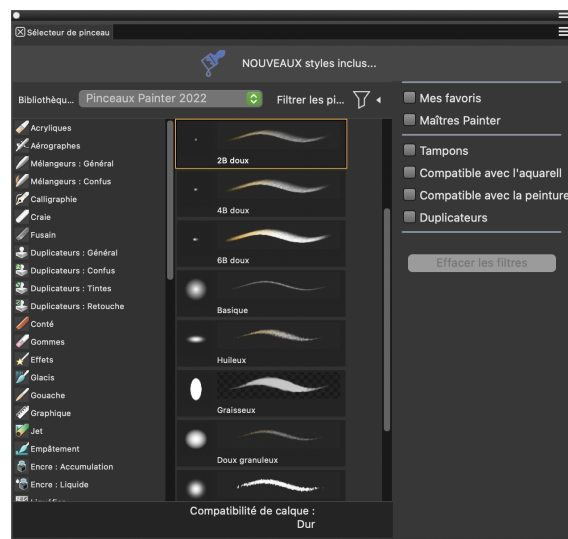 Sélecteur de pinceau
NOUVEAUX styles inclus...
Bibliothèqu... Pinceaux Painter 2022 Filtrer les pi...
Acryliques
Aérographes
Mélangeurs : Général
Mélangeurs : Confus
Calligraphie
Craie
Fusain
Duplicateurs : Général
Duplicateurs : Confus
Duplicateurs : Tintes
Duplicateurs : Retouche
Conté
Gommes
Effets
Glacis
Gouache
Graphique
Jet
Empâtement
Encre : Accumulation
Encre : Liquide
2B doux
4B doux
6B doux
Basique
Huileux
Graisseux
Doux granuleux
Compatibilité de calque :
Dur
Mes favoris
Maîtres Painter
Tampons
Compatible avec l'aquarell
Compatible avec la peinture
Duplicateurs
Effacer les filtres